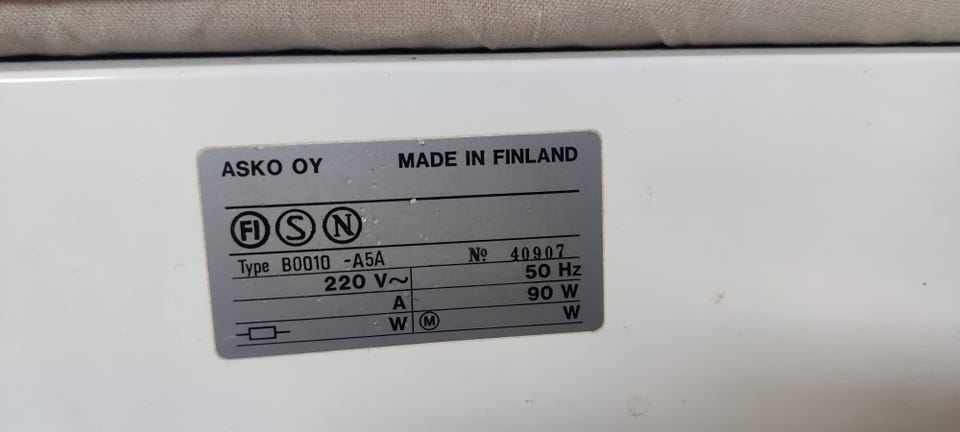 ASKO OY MADE IN FINLAND
FI S N
Type B0010 -A5A № 40907
220 V~ 50 Hz
A 90 W
W M W